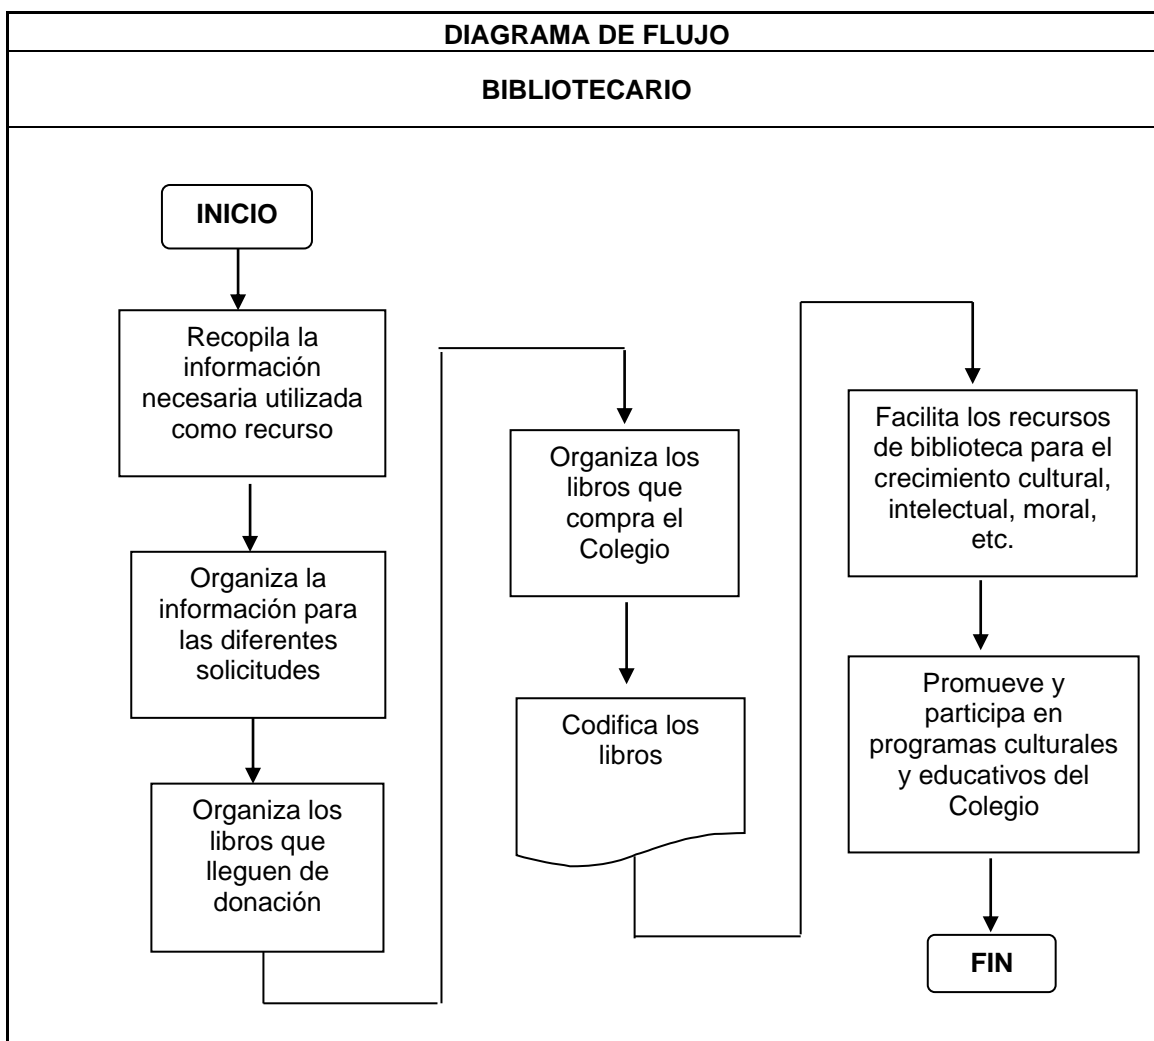 DIAGRAMA DE FLUJO
BIBLIOTECARIO
INICIO
Recopila la
información
necesaria utilizada
como recurso
Organiza la
información para
las diferentes
solicitudes
Organiza los
libros que
lleguen de
donación
Organiza los
libros que
compra el
Colegio
Codifica los
libros
Facilita los recursos
de biblioteca para el
crecimiento cultural,
intelectual, moral,
etc.
Promueve y
participa en
programas culturales
y educativos del
Colegio
FIN